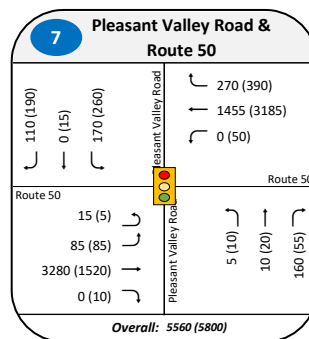 7
Pleasant Valley Road &
Route 50
110 (190)
0 (15)
170 (260)
Pleasant Valley Road
270 (390)
1455 (3185)
0 (50)
Route 50
Route 50
15 (5)
85 (85)
3280 (1520)
0 (10)
Pleasant Valley Road
5 (10)
10 (20)
160 (55)
Overall: 5560 (5800)